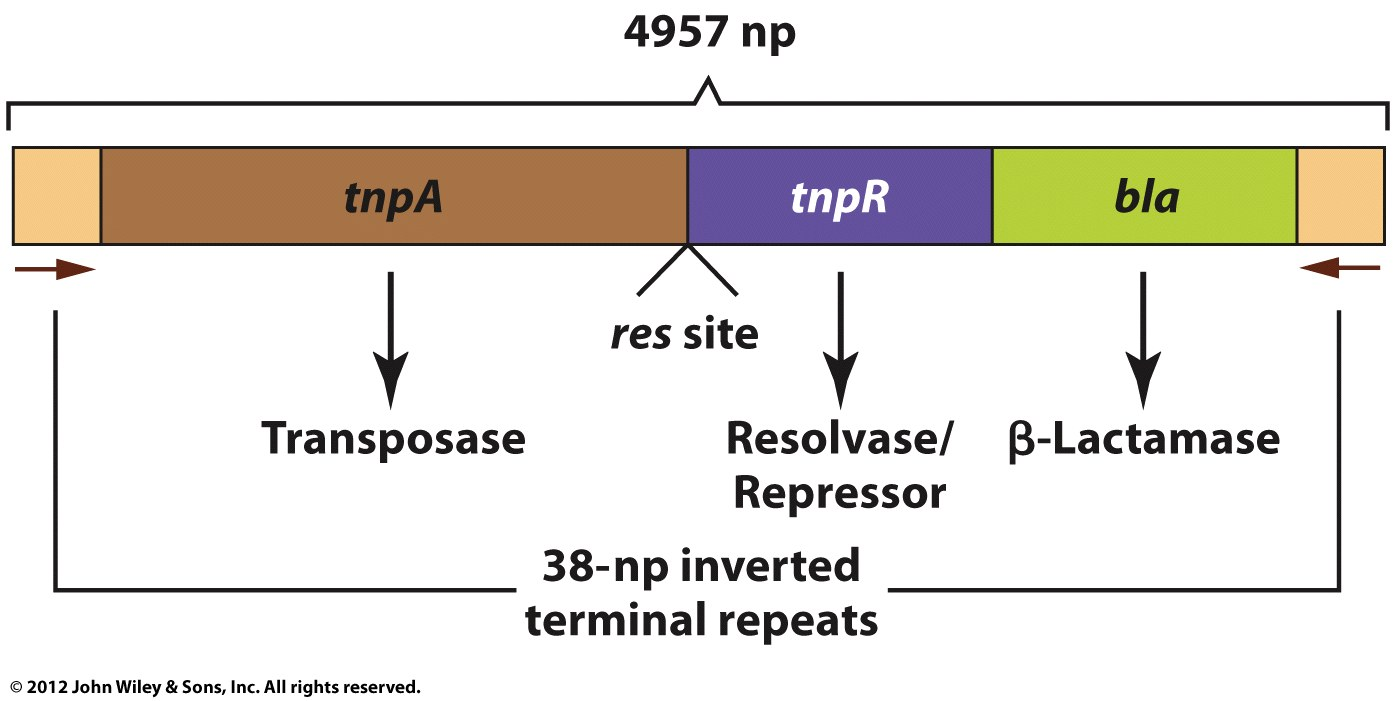 4957 np
tnpA
tnpR
bla
res site
Transposase
Resolvase/
Repressor
β-Lactamase
38-np inverted
terminal repeats
© 2012 John Wiley & Sons, Inc. All rights reserved.